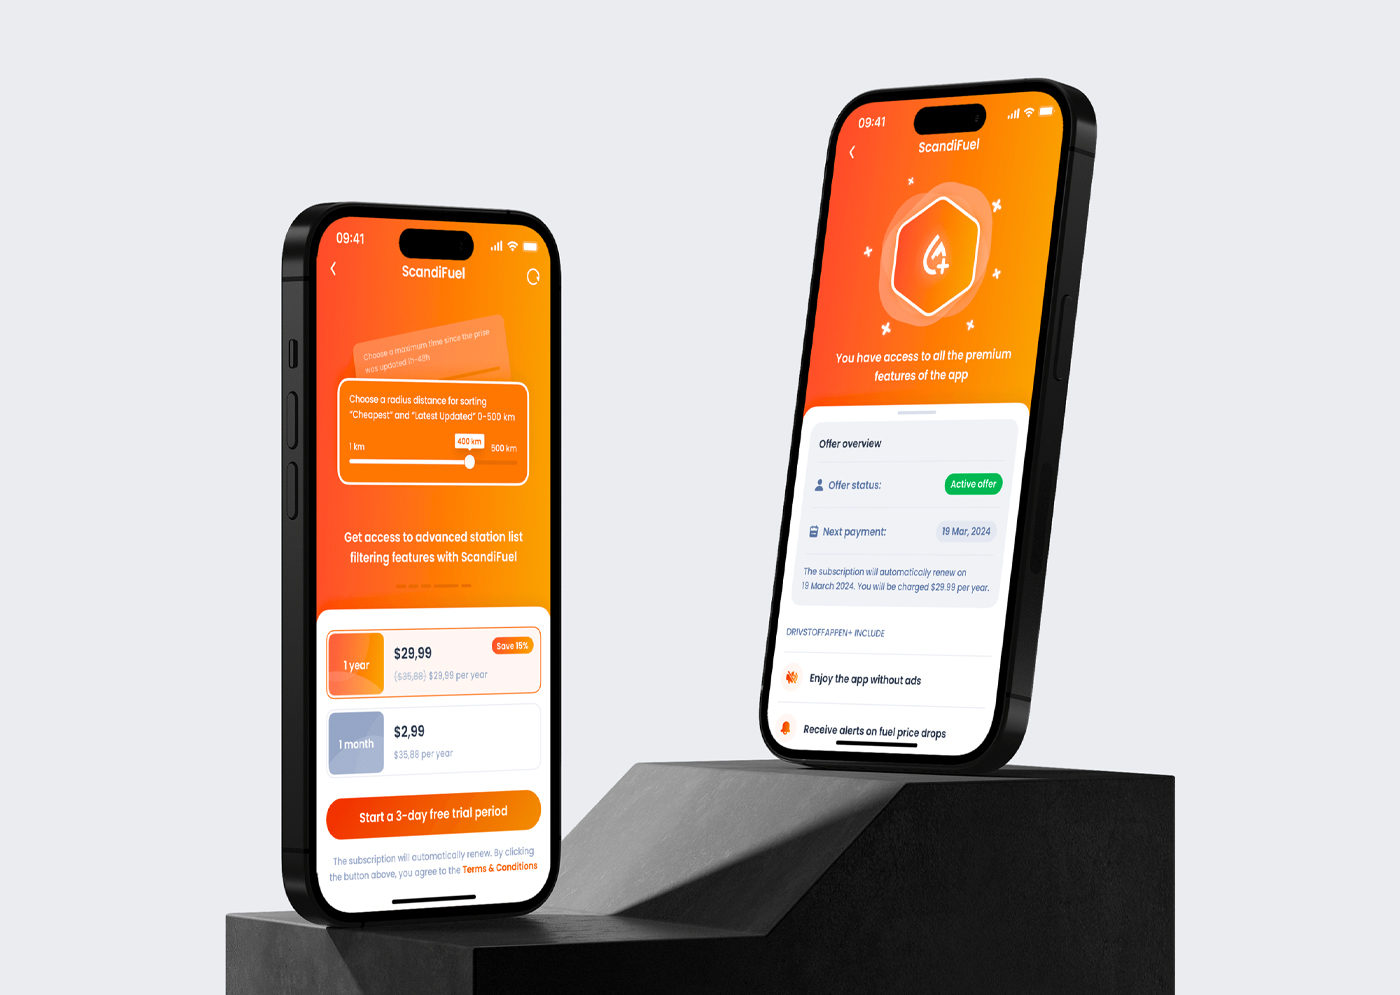 09:41
ScandiFuel
Choose a maximum time since the prise
was updated 1h-48h
Choose a radius distance for sorting
"Cheapest" and "Latest Updated" 0-500 km
400 km
1 km
500 km
Get access to advanced station list
filtering features with ScandiFuel
1 year
$29,99
Save 15%
($35,88) $29,99 per year
1 month
$2,99
$35,88 per year
Start a 3-day free trial period
The subscription will automatically renew. By clicking
the button above, you agree to the Terms & Conditions
09:41
ScandiFuel
You have access to all the premium
features of the app
Offer overview
Offer status:
Active offer
Next payment:
19 Mar, 2024
The subscription will automatically renew on
19 March 2024. You will be charged $29.99 per year.
DRIVSTOFFAPPEN+ INCLUDE
Enjoy the app without ads
Receive alerts on fuel price drops